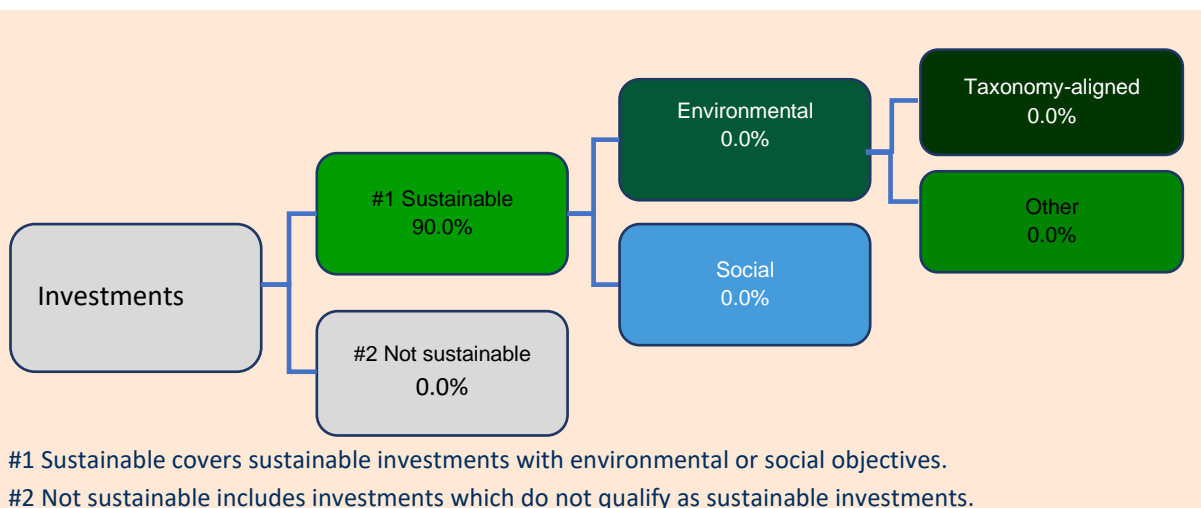 Investments
#1 Sustainable
90.0%
#2 Not sustainable
0.0%
Environmental
0.0%
Social
0.0%
Taxonomy-aligned
0.0%
Other
0.0%
#1 Sustainable covers sustainable investments with environmental or social objectives.
#2 Not sustainable includes investments which do not qualify as sustainable investments.